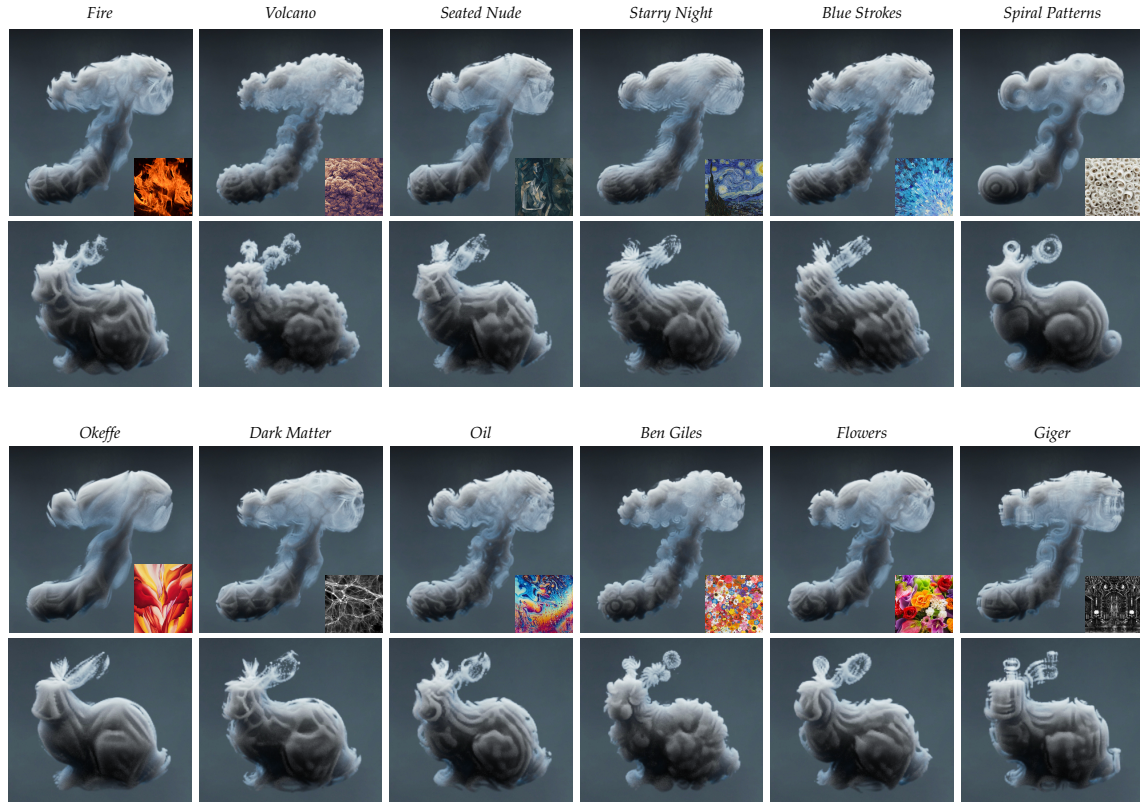 Fire
Volcano
Seated Nude
Starry Night
Blue Strokes
Spiral Patterns
Okeffe
Dark Matter
Oil
Ben Giles
Flowers
Giger